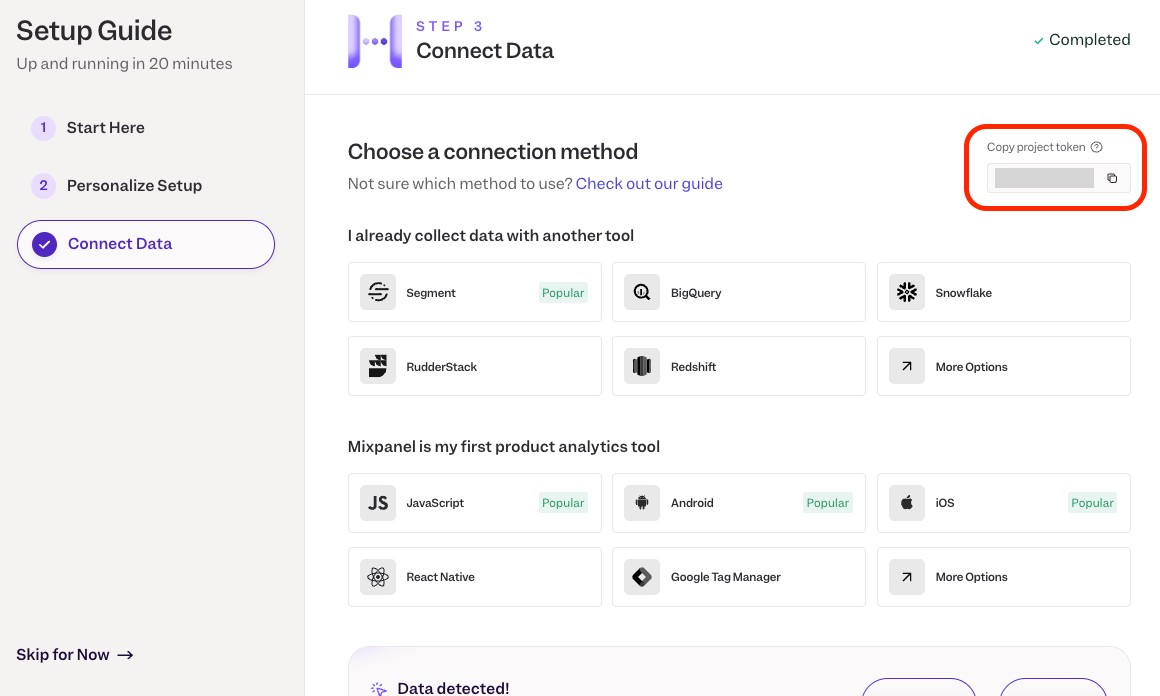 Setup Guide
Up and running in 20 minutes
1 Start Here
2 Personalize Setup
Connect Data
Skip for Now →
STEP 3
Connect Data
✓ Completed
Choose a connection method
Not sure which method to use? Check out our guide
Copy project token ?
I already collect data with another tool
Segment Popular
BigQuery
Snowflake
RudderStack
Redshift
More Options
Mixpanel is my first product analytics tool
JS JavaScript Popular
Android Popular
iOS Popular
React Native
Google Tag Manager
More Options
Data detected!